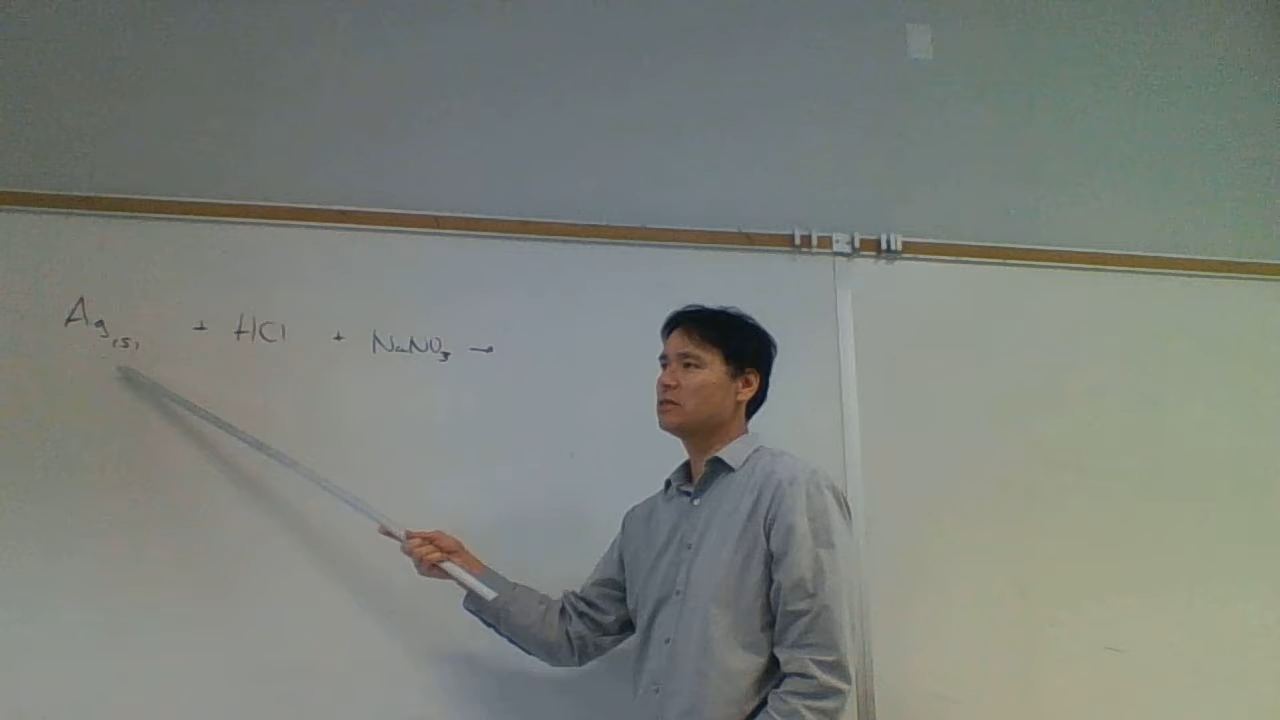 Ag(s) + HCl + NaNO3 →